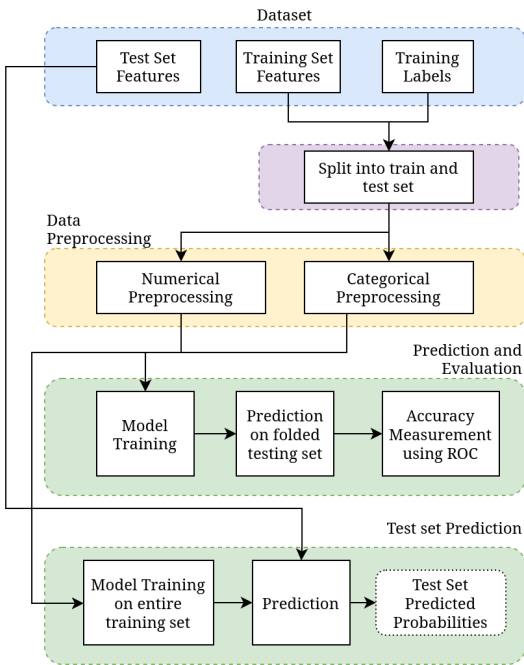 Dataset
Test Set
Features
Training Set
Features
Training
Labels
Split into train and
test set
Data
Preprocessing
Numerical
Preprocessing
Categorical
Preprocessing
Prediction and
Evaluation
Model
Training
Prediction
on folded
testing set
Accuracy
Measurement
using ROC
Test set Prediction
Model Training
on entire
training set
Prediction
Test Set
Predicted
Probabilities